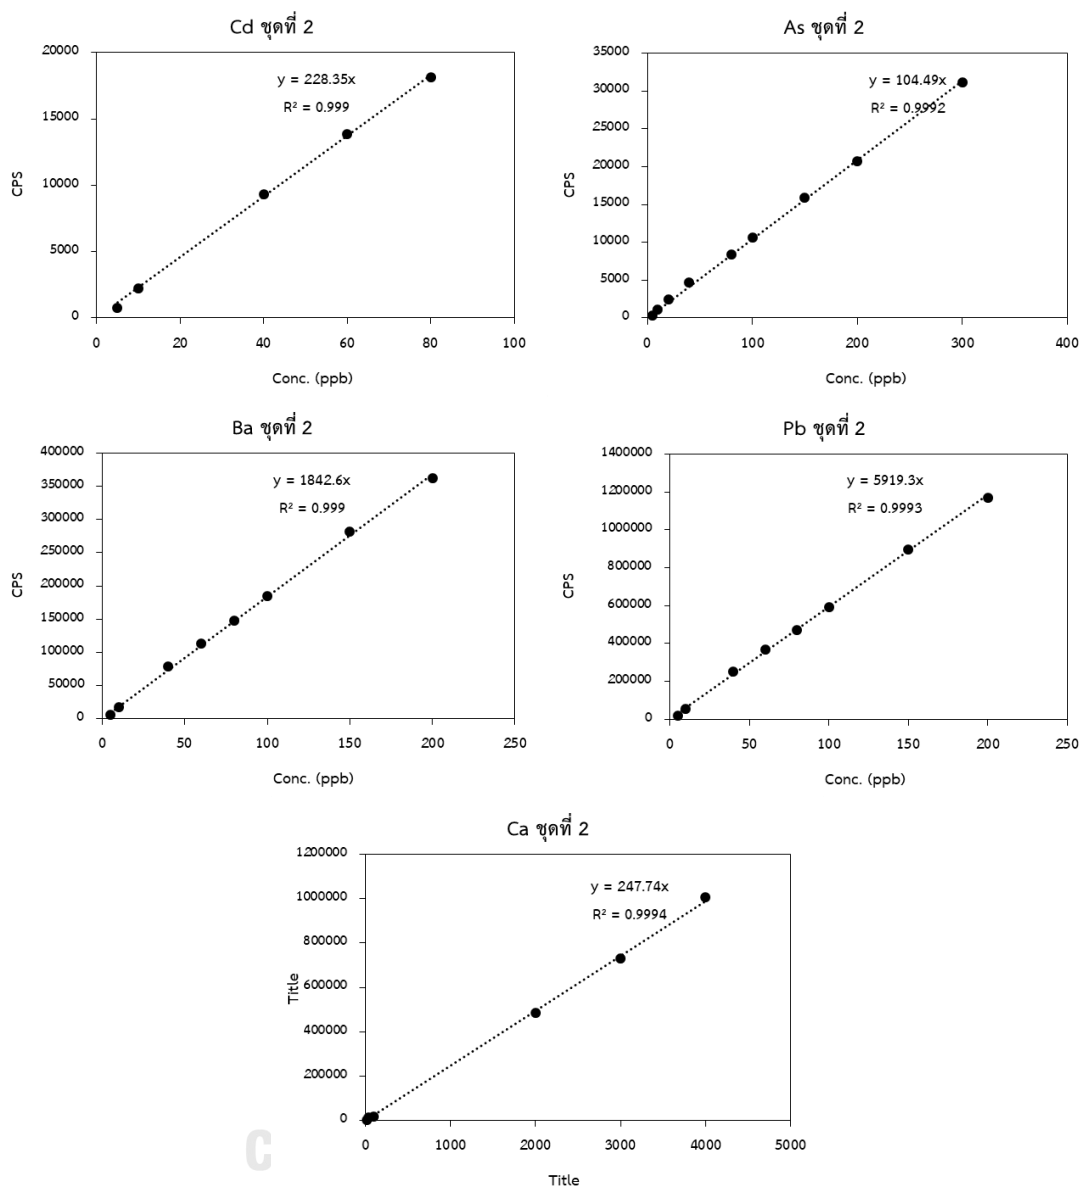 Cd ชุดที่ 2
20000
15000
10000
5000
0
CPS
y = 228.35x
R² = 0.999
0 20 40 60 80 100
Conc. (ppb)
As ชุดที่ 2
35000
30000
25000
20000
15000
10000
5000
0
CPS
y = 104.49x
R² = 0.9992
0 100 200 300 400
Conc. (ppb)
Ba ชุดที่ 2
400000
350000
300000
250000
200000
150000
100000
50000
0
CPS
y = 1842.6x
R² = 0.999
0 50 100 150 200 250
Conc. (ppb)
Pb ชุดที่ 2
1400000
1200000
1000000
800000
600000
400000
200000
0
CPS
y = 5919.3x
R² = 0.9993
0 50 100 150 200 250
Conc. (ppb)
Ca ชุดที่ 2
1200000
1000000
800000
600000
400000
200000
0
Title
y = 247.74x
R² = 0.9994
0 1000 2000 3000 4000 5000
Title
C